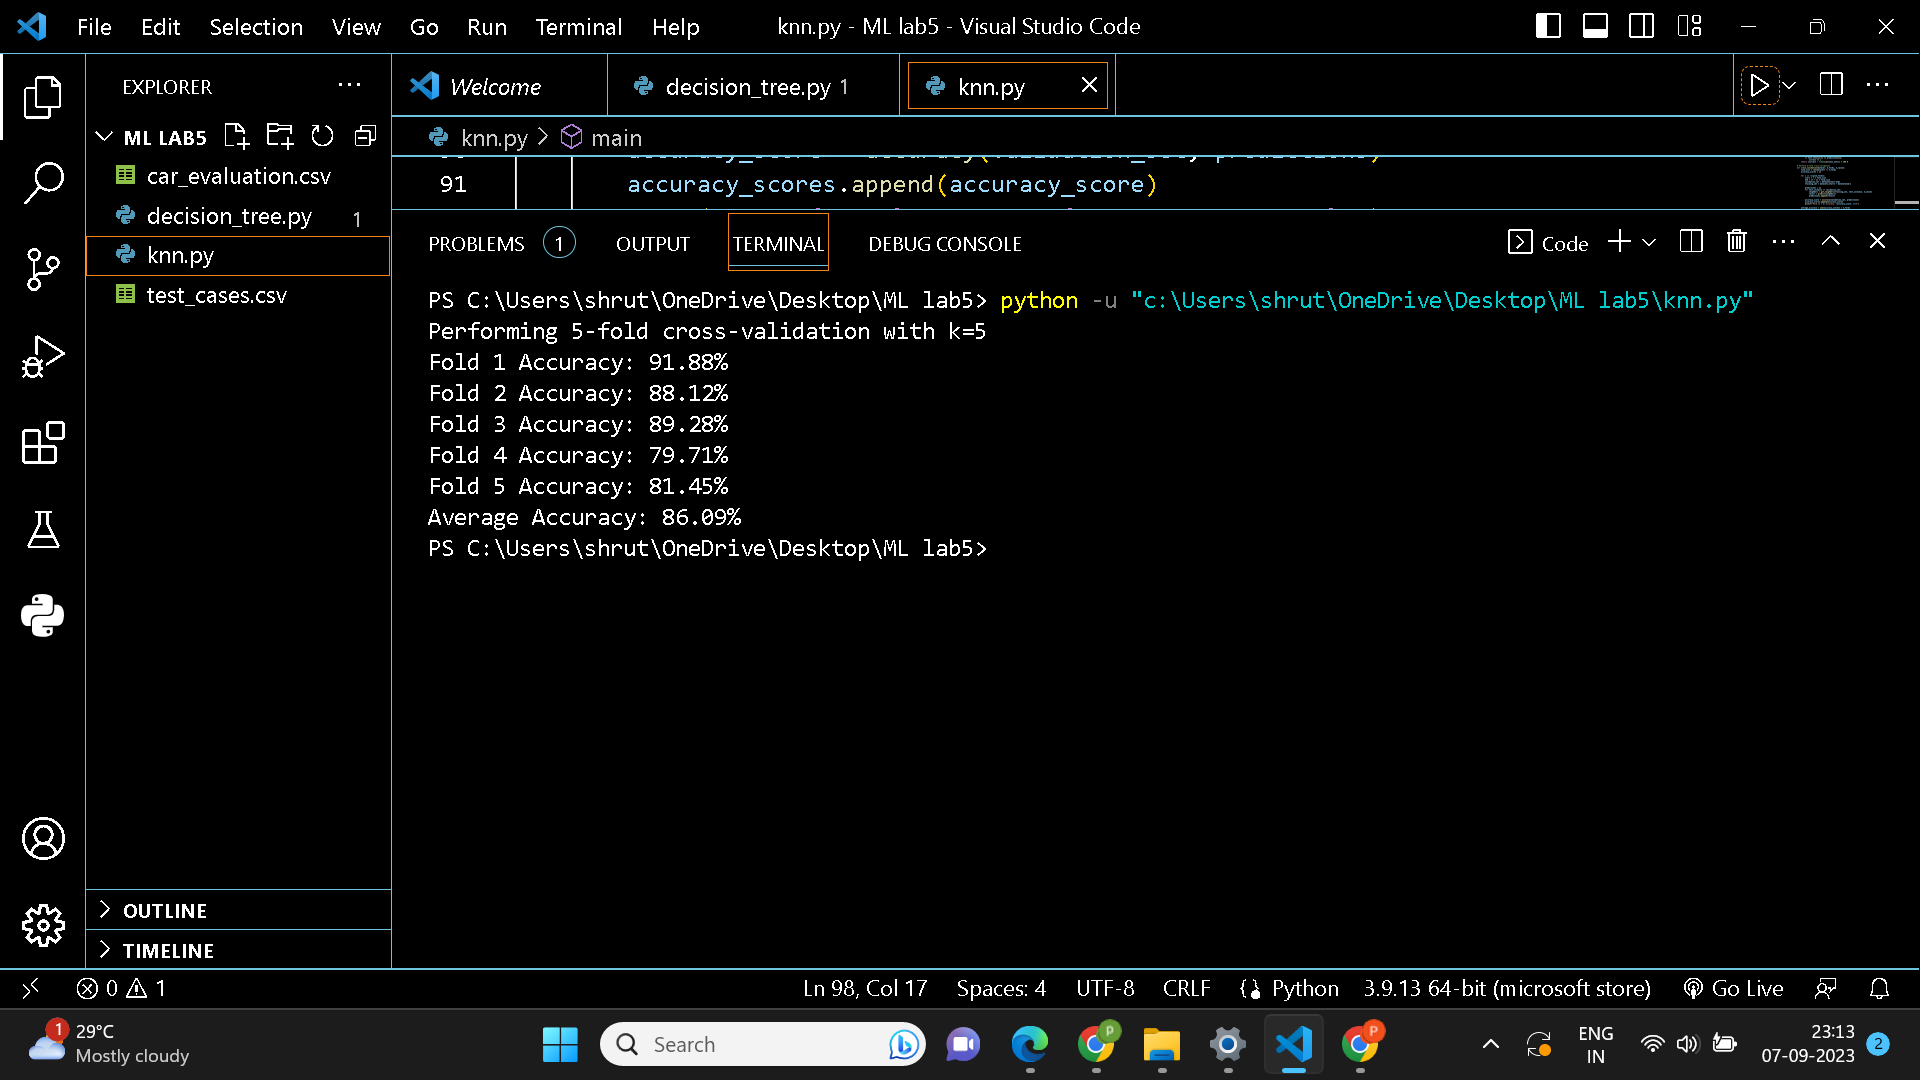 File Edit Selection View Go Run Terminal Help knn.py - ML lab5 - Visual Studio Code
EXPLORER
Welcome decision_tree.py 1 knn.py
ML LAB5
knn.py > main
car_evaluation.csv
decision_tree.py 1
knn.py
test_cases.csv
91 accuracy_scores.append(accuracy_score)
PROBLEMS 1 OUTPUT TERMINAL DEBUG CONSOLE Code
PS C:\Users\shrut\OneDrive\Desktop\ML lab5> python -u "c:\Users\shrut\OneDrive\Desktop\ML lab5\knn.py"
Performing 5-fold cross-validation with k=5
Fold 1 Accuracy: 91.88%
Fold 2 Accuracy: 88.12%
Fold 3 Accuracy: 89.28%
Fold 4 Accuracy: 79.71%
Fold 5 Accuracy: 81.45%
Average Accuracy: 86.09%
PS C:\Users\shrut\OneDrive\Desktop\ML lab5>
OUTLINE
TIMELINE
0 1 Ln 98, Col 17 Spaces: 4 UTF-8 CRLF Python 3.9.13 64-bit (microsoft store) Go Live
1 29°C
Mostly cloudy
Search
P
P
ENG
IN
23:13
07-09-2023
2